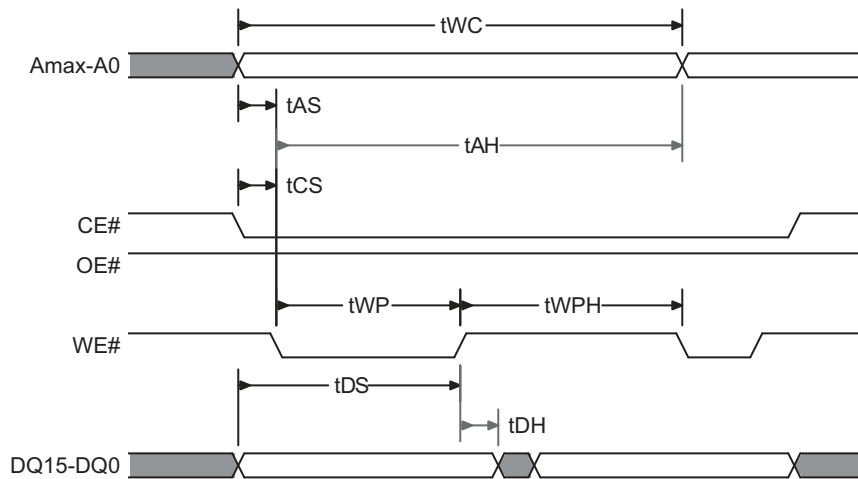 tWC
Amax-A0
tAS
tAH
tCS
CE#
OE#
tWP
tWPH
WE#
tDS
tDH
DQ15-DQ0